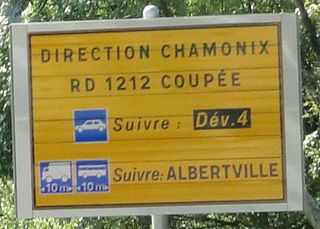 DIRECTION CHAMONIX
RD 1212 COUPÉE
Suivre : Dév.4
10 m 10 m Suivre: ALBERTVILLE